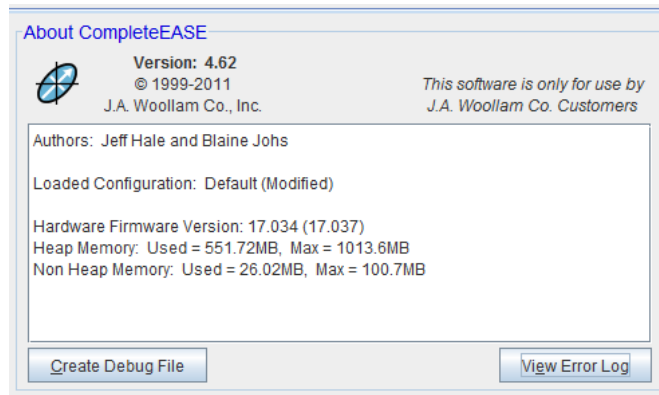 About CompleteEASE
Version: 4.62
© 1999-2011
J.A. Woollam Co., Inc.
This software is only for use by
J.A. Woollam Co. Customers
Authors: Jeff Hale and Blaine Johs
Loaded Configuration: Default (Modified)
Hardware Firmware Version: 17.034 (17.037)
Heap Memory: Used = 551.72MB, Max = 1013.6MB
Non Heap Memory: Used = 26.02MB, Max = 100.7MB
Create Debug File
View Error Log